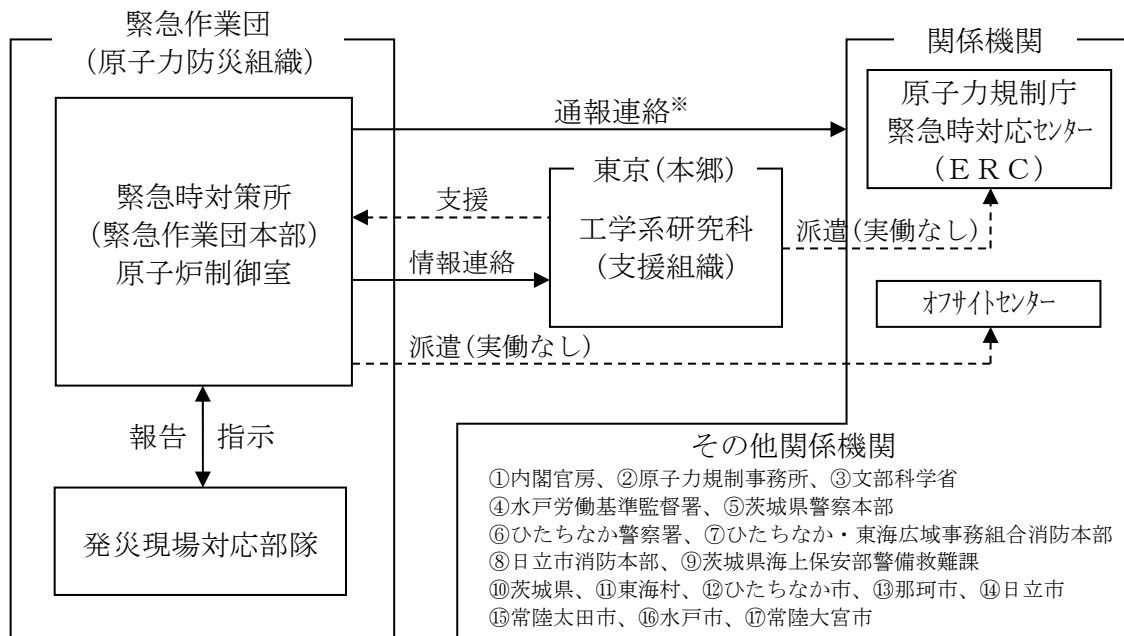 緊急作業団
(原子力防災組織)
緊急時対策所
(緊急作業団本部)
原子炉制御室
報告
指示
発災現場対応部隊
通報連絡※
支援
情報連絡
派遣(実働なし)
東京(本郷)
工学系研究科
(支援組織)
派遣(実働なし)
関係機関
原子力規制庁
緊急時対応ｾﾝﾀｰ
(ＥＲＣ)
ｵﾌｻｲﾄｾﾝﾀｰ
その他関係機関
①内閣官房、②原子力規制事務所、③文部科学省
④水戸労働基準監督署、⑤茨城県警察本部
⑥ひたちなか警察署、⑦ひたちなか・東海広域事務組合消防本部
⑧日立市消防本部、⑨茨城県海上保安部警備救難課
⑩茨城県、⑪東海村、⑫ひたちなか市、⑬那珂市、⑭日立市
⑮常陸太田市、⑯水戸市、⑰常陸大宮市